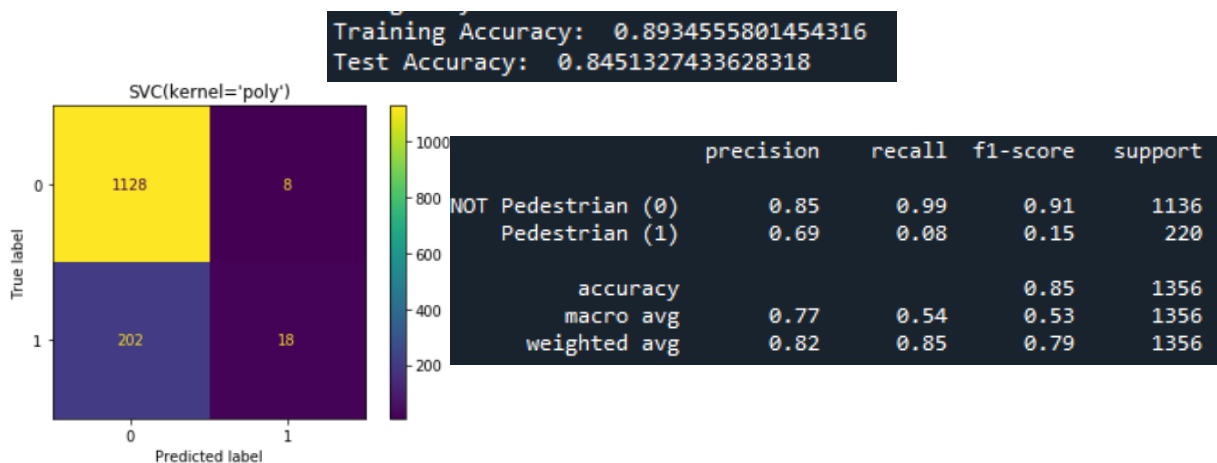 Training Accuracy:  0.8934555801454316
Test Accuracy:  0.8451327433628318
SVC(kernel='poly')
True label
0
1
1128 8
202 18
0 1
Predicted label
1000
800
600
400
200
precision recall f1-score support
NOT Pedestrian (0) 0.85 0.99 0.91 1136
Pedestrian (1) 0.69 0.08 0.15 220
accuracy 0.85 1356
macro avg 0.77 0.54 0.53 1356
weighted avg 0.82 0.85 0.79 1356